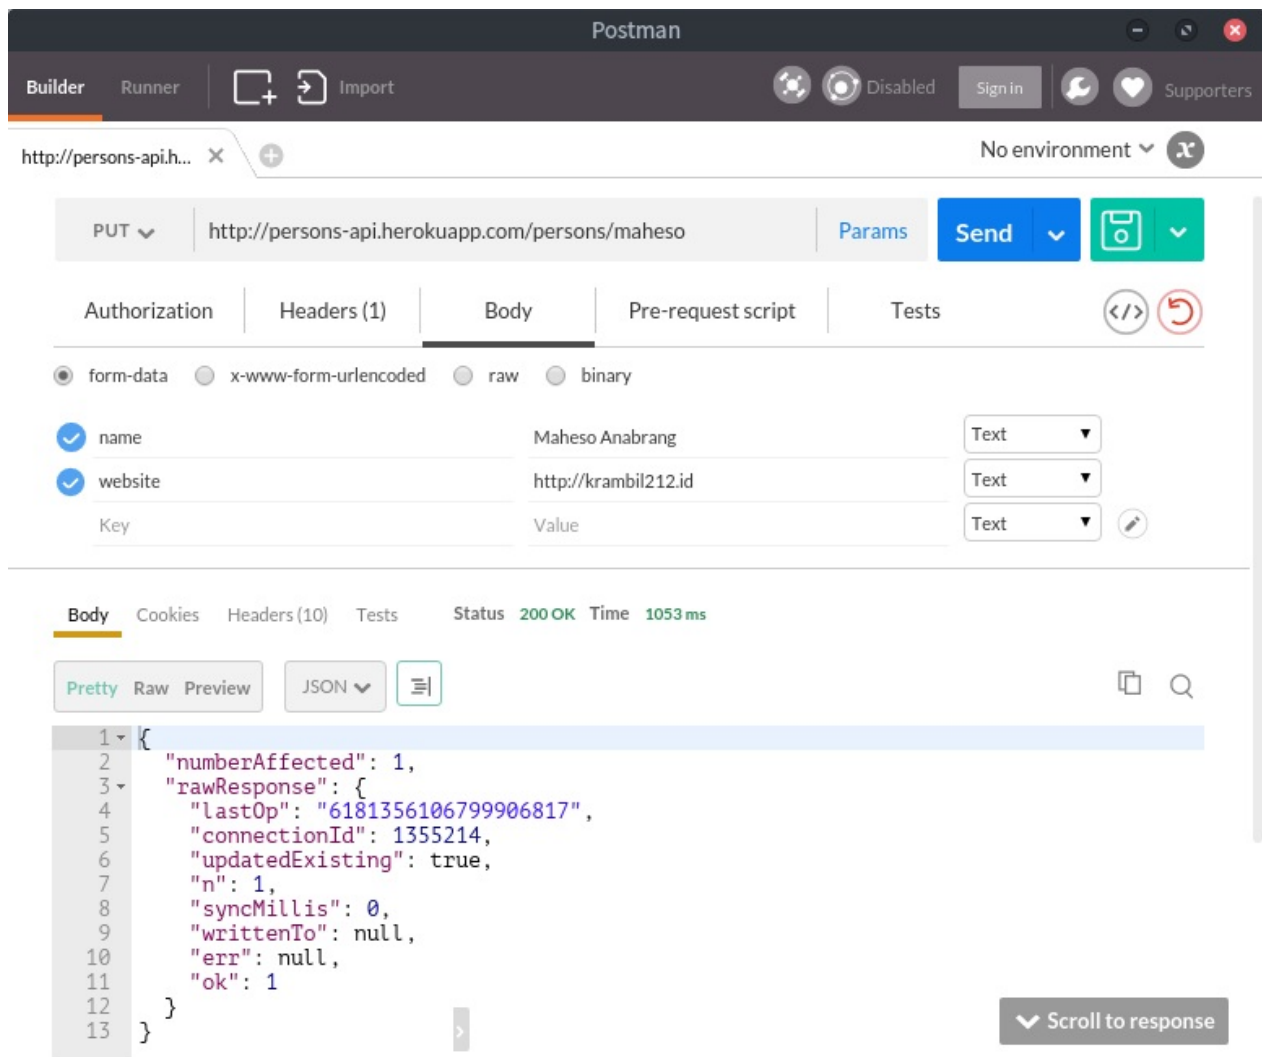 Postman
Builder Runner Import Disabled Sign in Supporters
http://persons-api.h... No environment
PUT http://persons-api.herokuapp.com/persons/maheso Params Send
Authorization Headers (1) Body Pre-request script Tests
form-data x-www-form-urlencoded raw binary
name Maheso Anabrang Text
website http://krambil212.id Text
Key Value Text
Body Cookies Headers (10) Tests Status 200 OK Time 1053 ms
Pretty Raw Preview JSON
1 {
2 "numberAffected": 1,
3 "rawResponse": {
4 "lastOp": "6181356106799906817",
5 "connectionId": 1355214,
6 "updatedExisting": true,
7 "n": 1,
8 "syncMillis": 0,
9 "writtenTo": null,
10 "err": null,
11 "ok": 1
12 }
13 }
Scroll to response